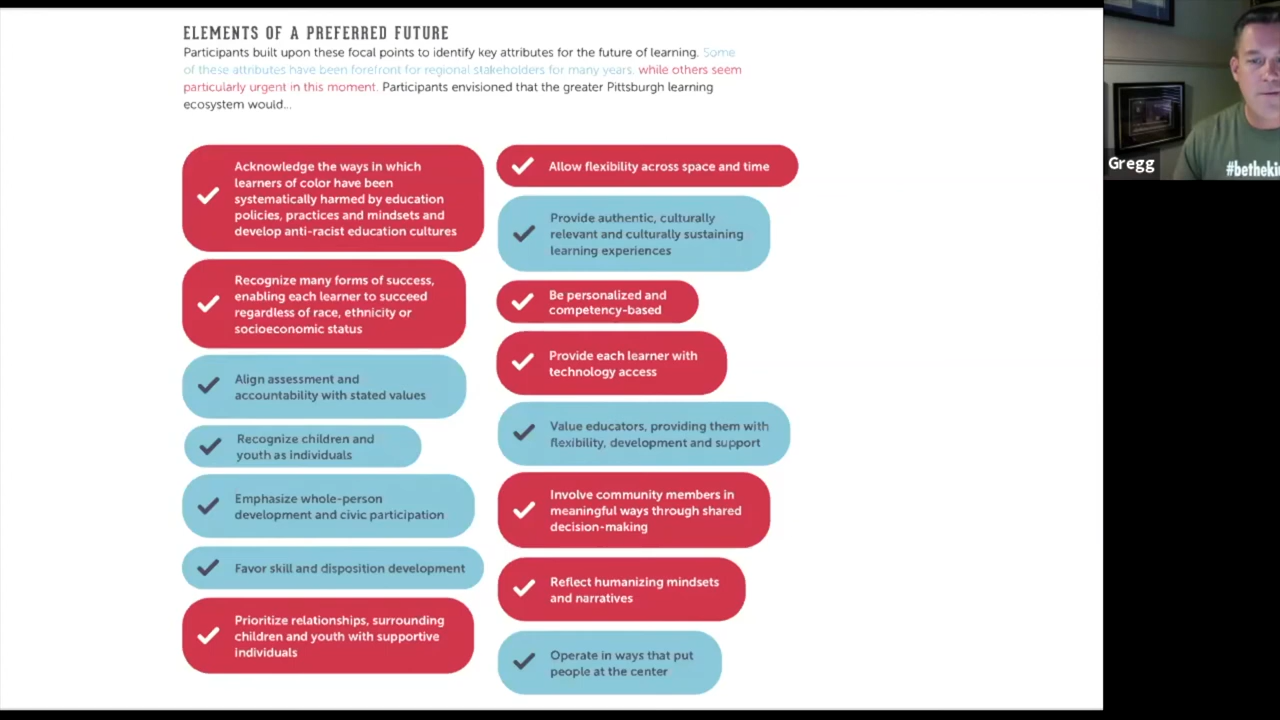 ELEMENTS OF A PREFERRED FUTURE
Participants built upon these focal points to identify key attributes for the future of learning. Some
of these attributes have been forefront for regional stakeholders for many years, while others seem
particularly urgent in this moment. Participants envisioned that the greater Pittsburgh learning
ecosystem would...
Acknowledge the ways in which
learners of color have been
systematically harmed by education
policies, practices and mindsets and
develop anti-racist education cultures
Recognize many forms of success,
enabling each learner to succeed
regardless of race, ethnicity or
socioeconomic status
Align assessment and
accountability with stated values
Recognize children and
youth as individuals
Emphasize whole-person
development and civic participation
Favor skill and disposition development
Prioritize relationships, surrounding
children and youth with supportive
individuals
Allow flexibility across space and time
Provide authentic, culturally
relevant and culturally sustaining
learning experiences
Be personalized and
competency-based
Provide each learner with
technology access
Value educators, providing them with
flexibility, development and support
Involve community members in
meaningful ways through shared
decision-making
Reflect humanizing mindsets
and narratives
Operate in ways that put
people at the center
Gregg
#betheki